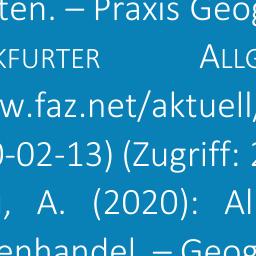 ten. – Praxis Geog
KFURTER ALLG
w.faz.net/aktuell/
0-02-13) (Zugriff: 2
, A. (2020): Al
enhandel. – Geog